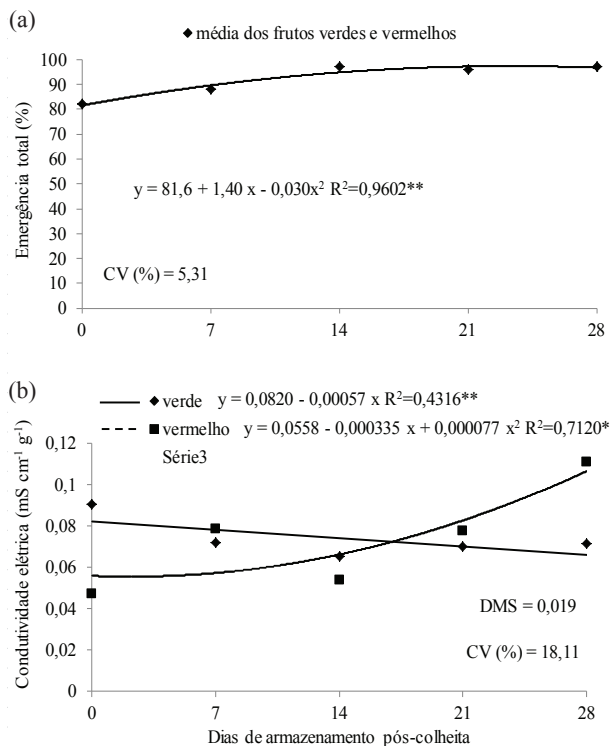 (a)
◆ média dos frutos verdes e vermelhos
Emergência total (%)
100
90
80
70
60
50
40
30
20
10
0
y = 81,6 + 1,40 x - 0,030x² R²=0,9602**
CV (%) = 5,31
0 7 14 21 28
(b)
verde y = 0,0820 - 0,00057 x R²=0,4316**
vermelho y = 0,0558 - 0,000335 x + 0,000077 x² R²=0,7120*
Série3
Condutividade elétrica (mS cm⁻¹ g⁻¹)
0,12
0,1
0,08
0,06
0,04
0,02
0
DMS = 0,019
CV (%) = 18,11
0 7 14 21 28
Dias de armazenamento pós-colheita